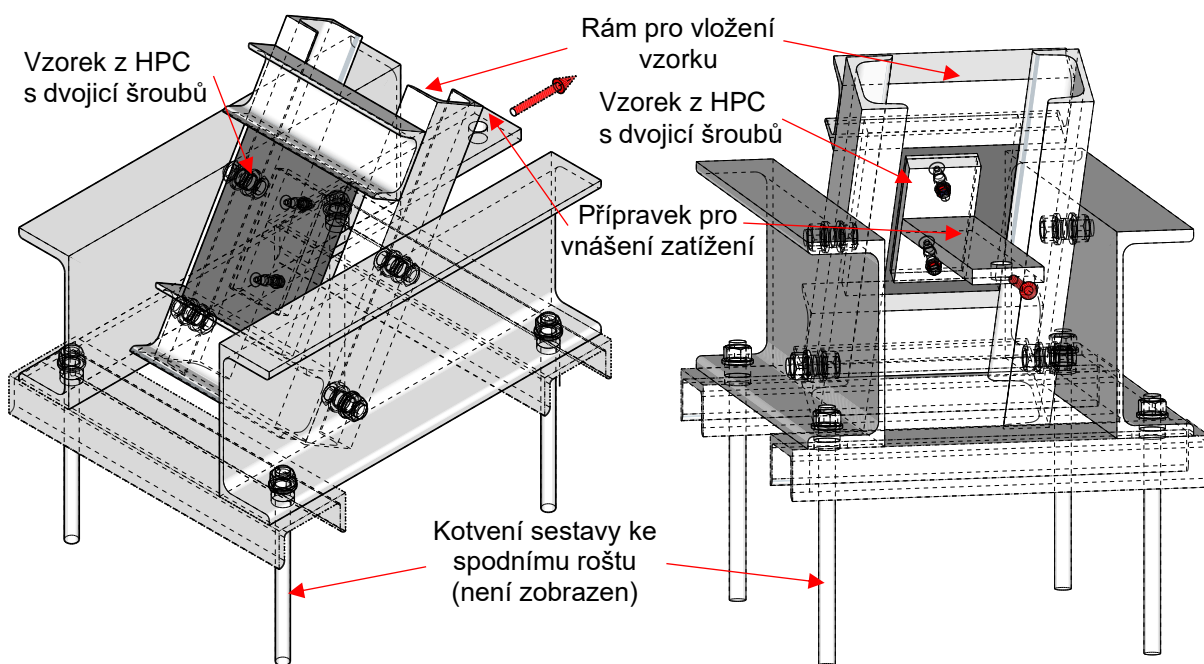 Vzorek z HPC
s dvojicí šroubů
Rám pro vložení
vzorku
Vzorek z HPC
s dvojicí šroubů
Přípravek pro
vnášení zatížení
Kotvení sestavy ke
spodnímu roštu
(není zobrazen)